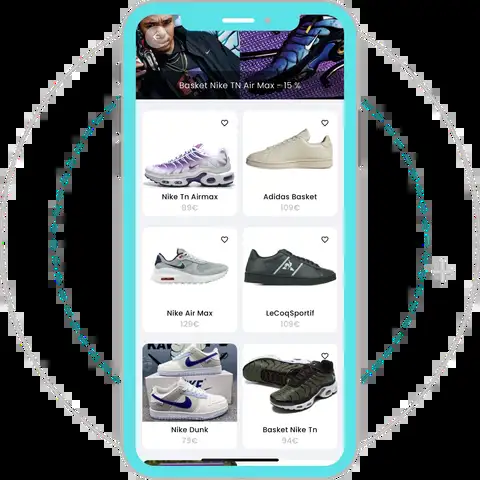 Basket Nike TN Air Max - 15 %
Nike Tn Airmax
Adidas Basket
89€
109€
Nike Air Max
LeCoqSportif
129€
109€
Nike Dunk
Basket Nike Tn
79€
94€